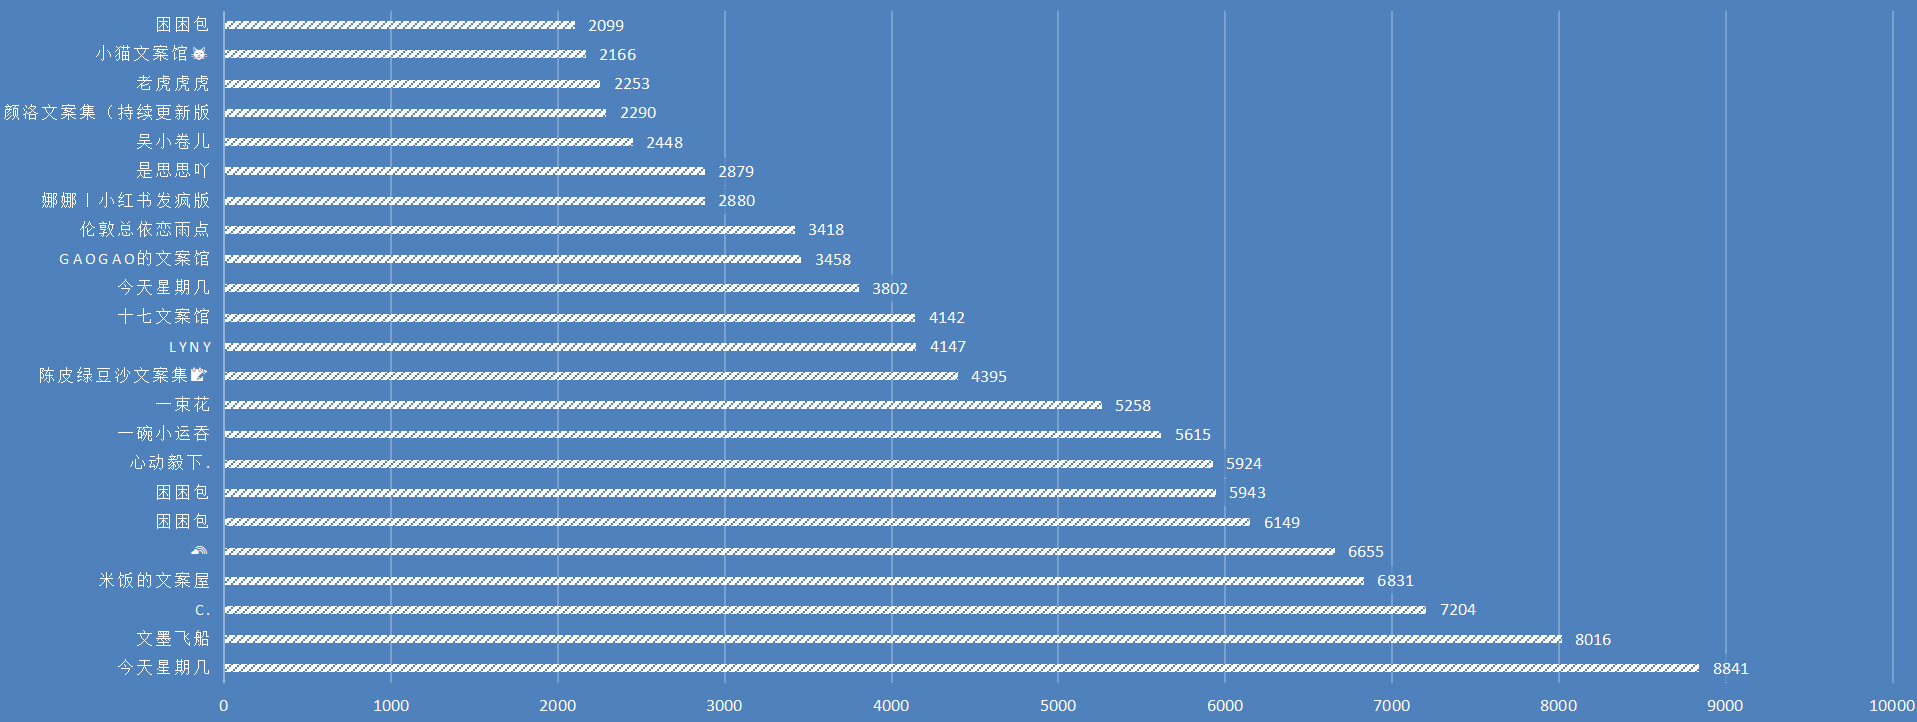 困困包 2099
小猫文案馆🐱 2166
老虎虎虎 2253
颜洛文案集（持续更新版 2290
吴小卷儿 2448
是思思吖 2879
娜娜丨小红书发疯版 2880
伦敦总依恋雨点 3418
GAOGAO的文案馆 3458
今天星期几 3802
十七文案馆 4142
LYNY 4147
陈皮绿豆沙文案集📝 4395
一束花 5258
一碗小运吞 5615
心动毅下. 5924
困困包 5943
困困包 6149
🌈 6655
米饭的文案屋 6831
C. 7204
文墨飞船 8016
今天星期几 8841
0 1000 2000 3000 4000 5000 6000 7000 8000 9000 10000